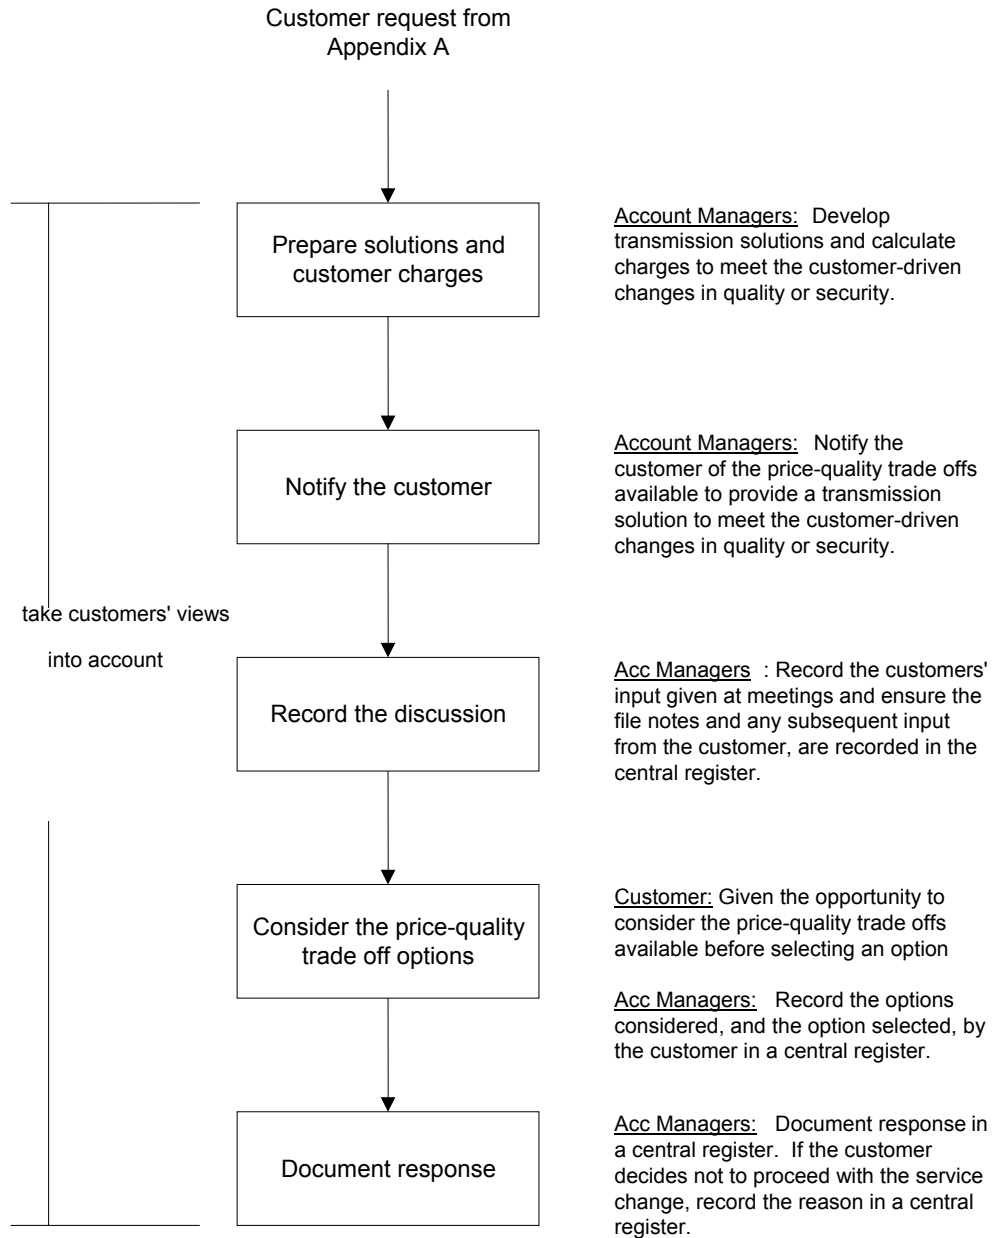 Customer request from
Appendix A
Prepare solutions and
customer charges
Account Managers: Develop
transmission solutions and calculate
charges to meet the customer-driven
changes in quality or security.
Notify the customer
Account Managers: Notify the
customer of the price-quality trade offs
available to provide a transmission
solution to meet the customer-driven
changes in quality or security.
take customers' views
into account
Record the discussion
Acc Managers : Record the customers'
input given at meetings and ensure the
file notes and any subsequent input
from the customer, are recorded in the
central register.
Consider the price-quality
trade off options
Customer: Given the opportunity to
consider the price-quality trade offs
available before selecting an option
Acc Managers: Record the options
considered, and the option selected, by
the customer in a central register.
Document response
Acc Managers: Document response in
a central register. If the customer
decides not to proceed with the service
change, record the reason in a central
register.